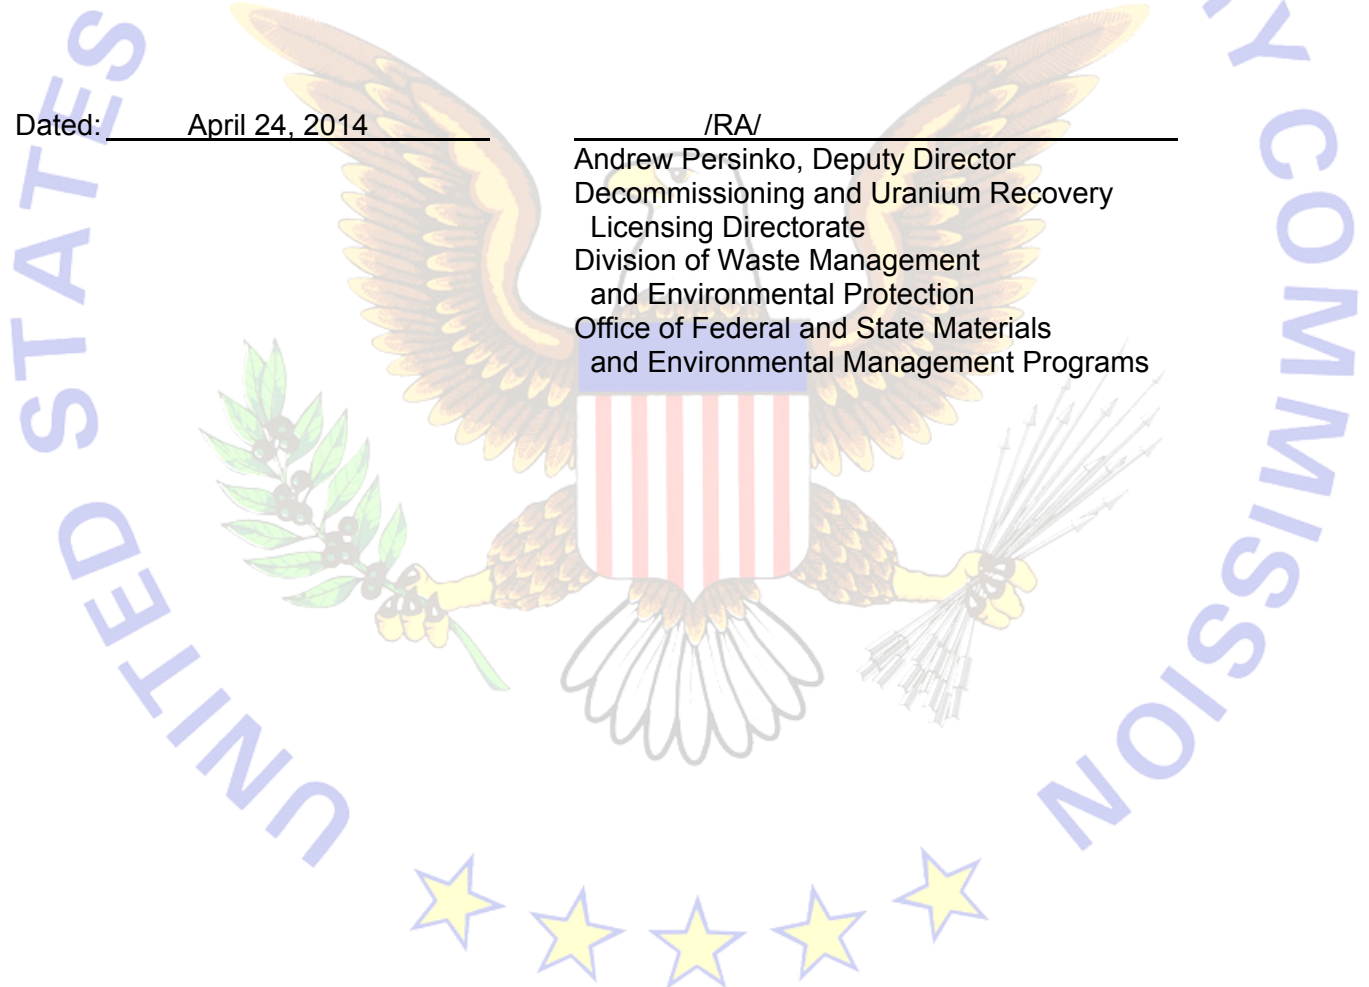 Dated: April 24, 2014 /RA/
Andrew Persinko, Deputy Director
Decommissioning and Uranium Recovery
Licensing Directorate
Division of Waste Management
and Environmental Protection
Office of Federal and State Materials
and Environmental Management Programs
UNITED STATES
Y COMMISSION